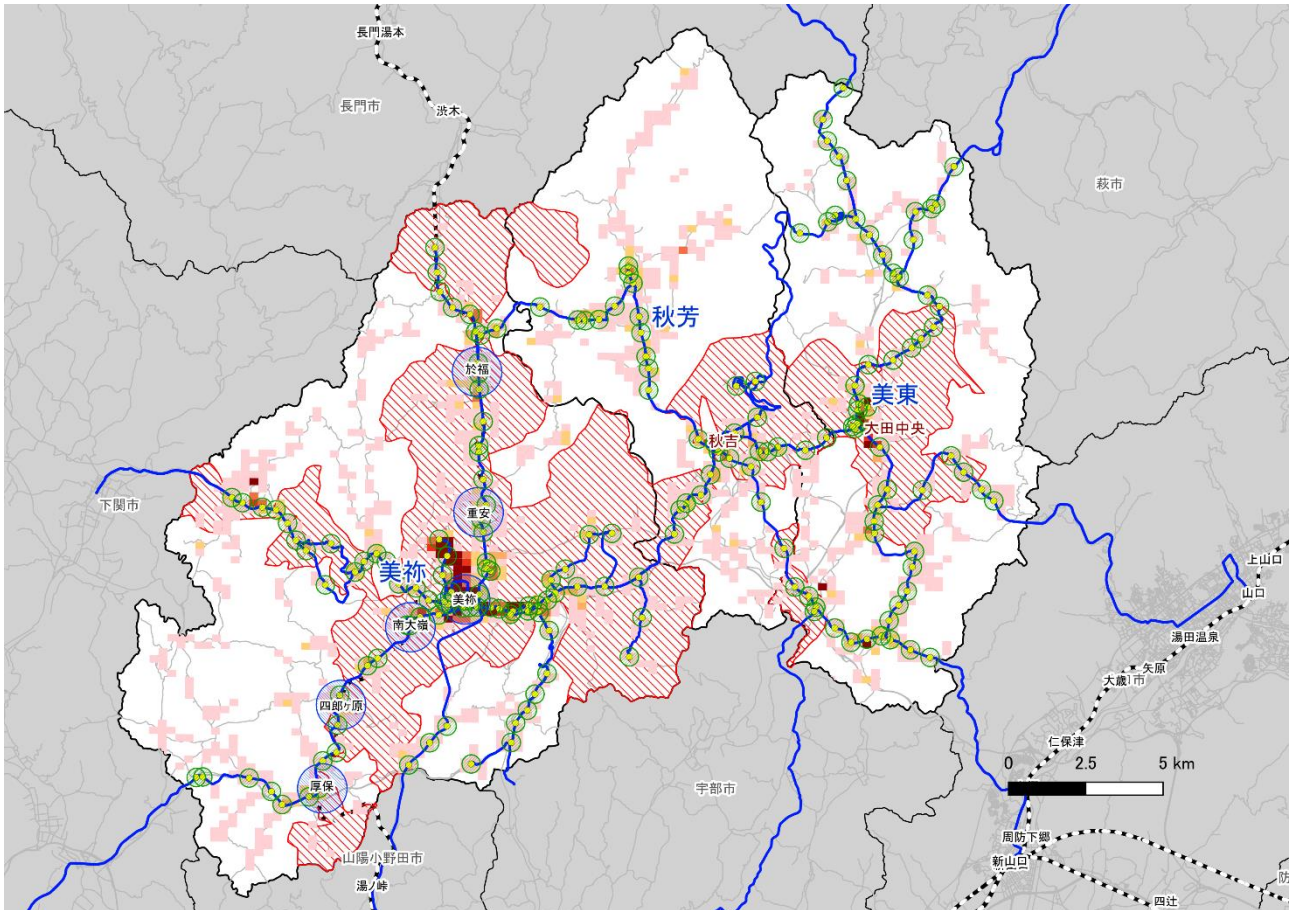 長門湯本
渋木
長門市
萩市
秋芳
於福
美東
大田中央
秋吉
下関市
重安
美祢
美祢
南大嶺
上山口
山口
湯田温泉
矢原
大歳
市
四郎ヶ原
仁保津
0 2.5 5 km
厚保
宇部市
周防下郷
山陽小野田市
新山口
湯ノ峠
四辻
防